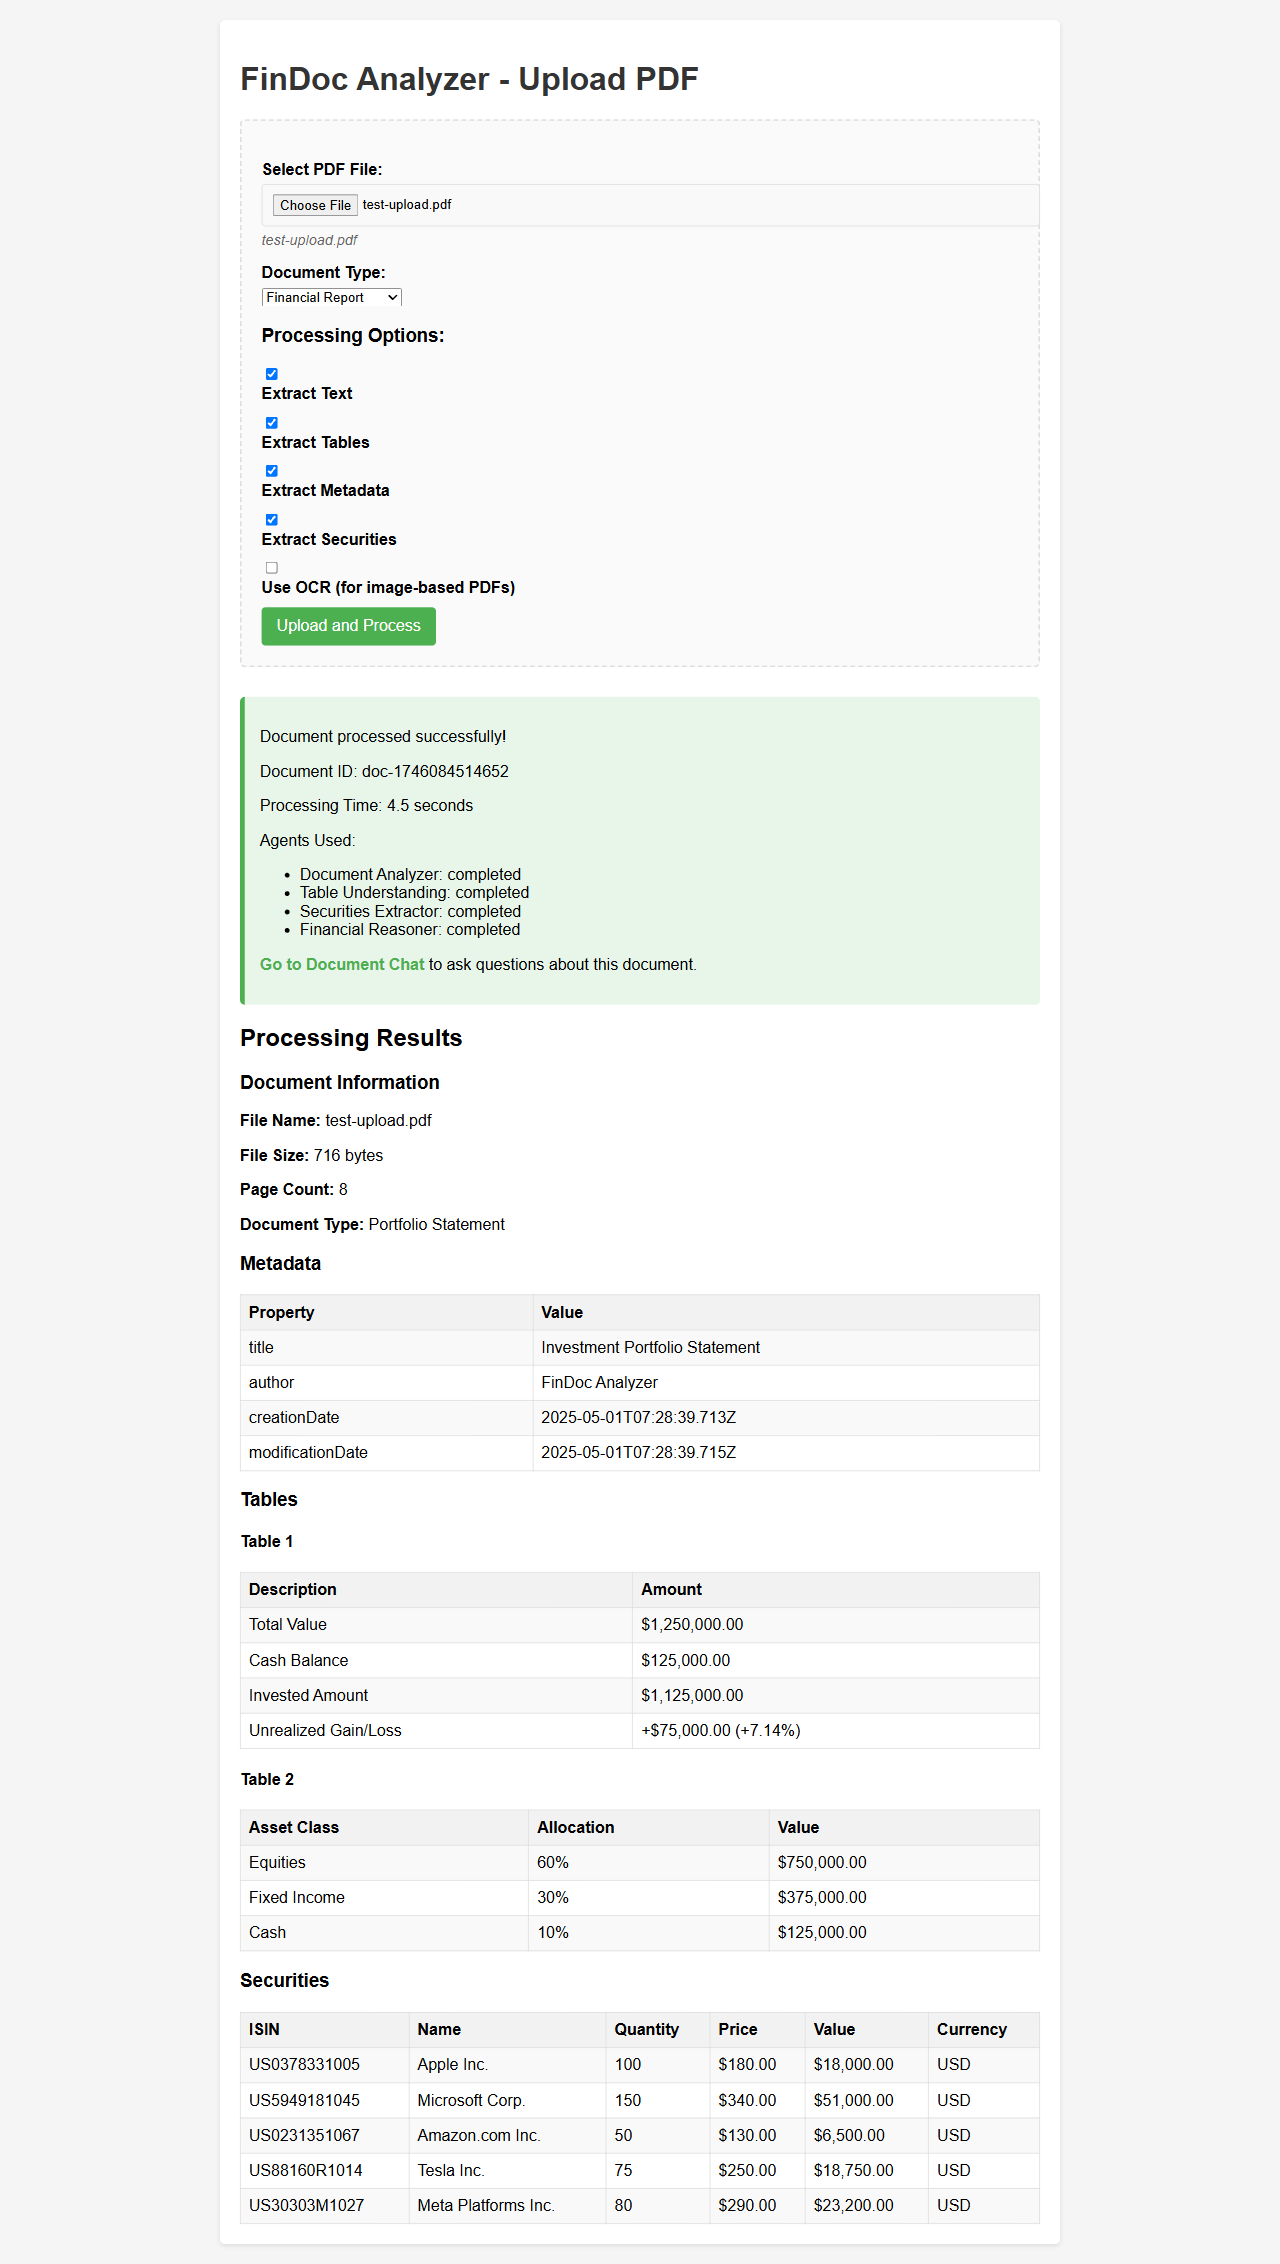 FinDoc Analyzer - Upload PDF
Select PDF File:
Choose File test-upload.pdf
test-upload.pdf
Document Type:
Financial Report
Processing Options:
Extract Text
Extract Tables
Extract Metadata
Extract Securities
Use OCR (for image-based PDFs)
Upload and Process
Document processed successfully!
Document ID: doc-1746084514652
Processing Time: 4.5 seconds
Agents Used:
• Document Analyzer: completed
• Table Understanding: completed
• Securities Extractor: completed
• Financial Reasoner: completed
Go to Document Chat to ask questions about this document.
Processing Results
Document Information
File Name: test-upload.pdf
File Size: 716 bytes
Page Count: 8
Document Type: Portfolio Statement
Metadata
Property Value
title Investment Portfolio Statement
author FinDoc Analyzer
creationDate 2025-05-01T07:28:39.713Z
modificationDate 2025-05-01T07:28:39.715Z
Tables
Table 1
Description Amount
Total Value $1,250,000.00
Cash Balance $125,000.00
Invested Amount $1,125,000.00
Unrealized Gain/Loss +$75,000.00 (+7.14%)
Table 2
Asset Class Allocation Value
Equities 60% $750,000.00
Fixed Income 30% $375,000.00
Cash 10% $125,000.00
Securities
ISIN Name Quantity Price Value Currency
US0378331005 Apple Inc. 100 $180.00 $18,000.00 USD
US5949181045 Microsoft Corp. 150 $340.00 $51,000.00 USD
US0231351067 Amazon.com Inc. 50 $130.00 $6,500.00 USD
US88160R1014 Tesla Inc. 75 $250.00 $18,750.00 USD
US30303M1027 Meta Platforms Inc. 80 $290.00 $23,200.00 USD